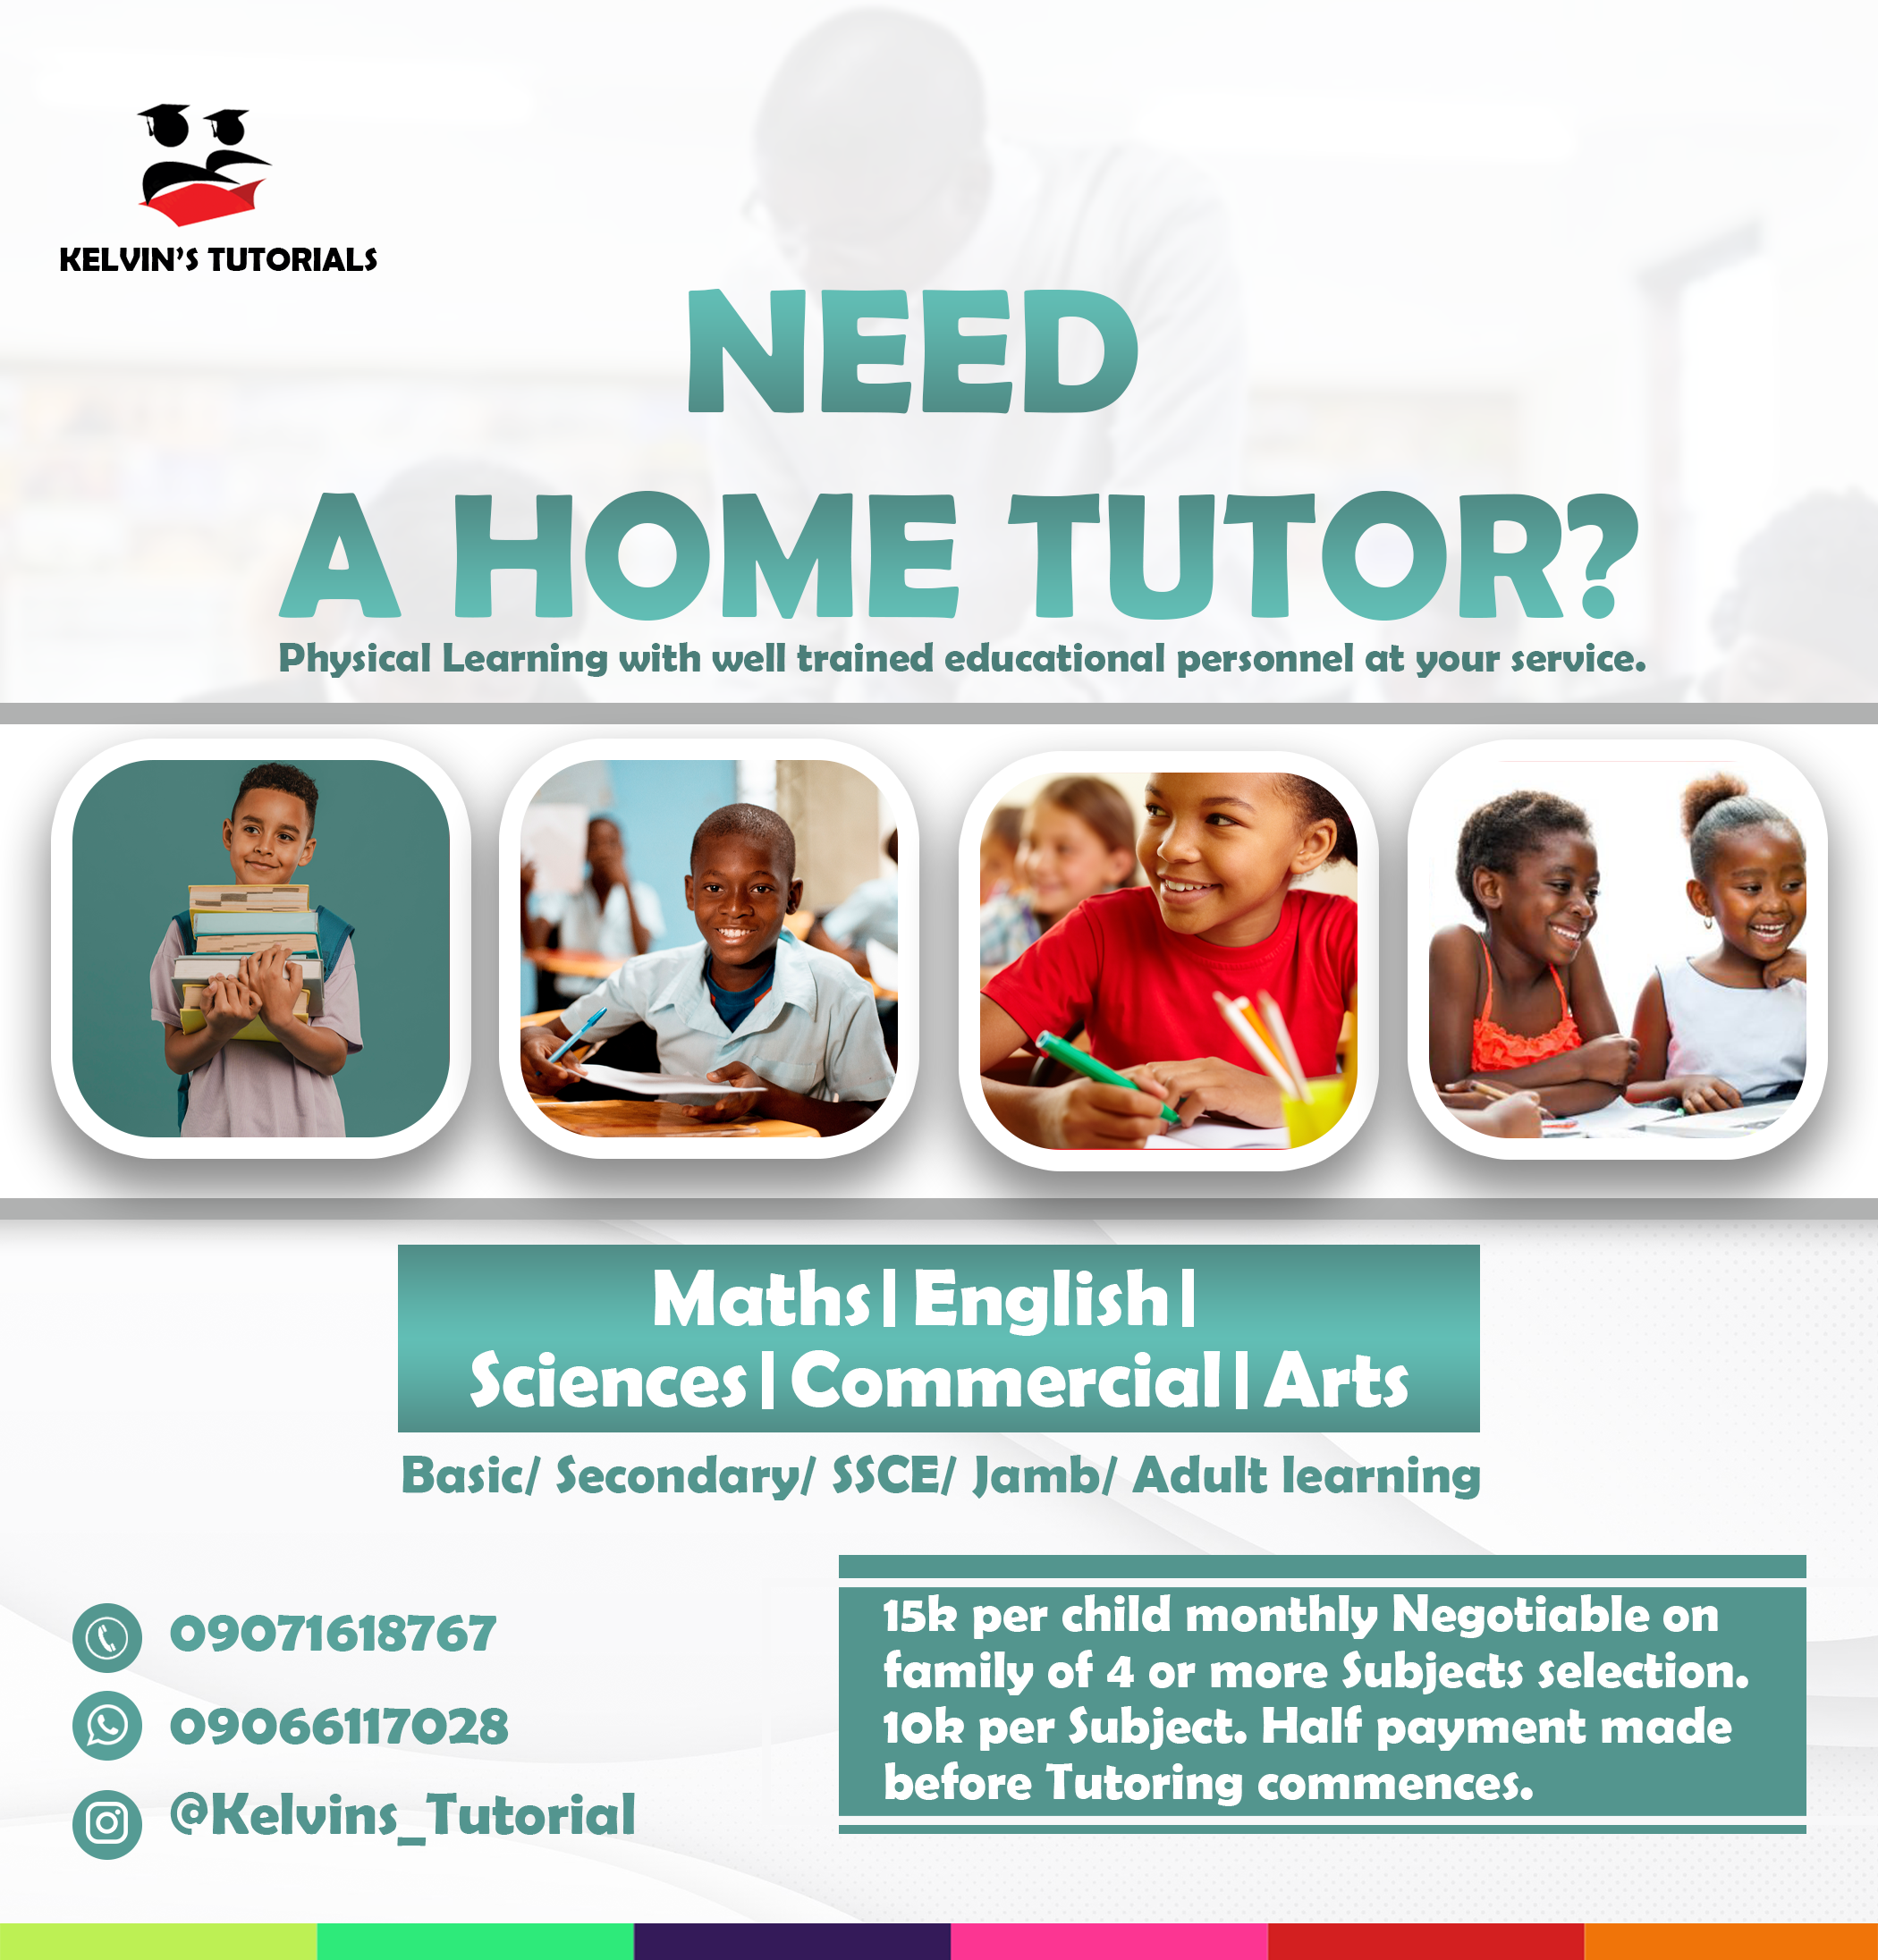 KELVIN'S TUTORIALS
NEED
A HOME TUTOR?
Physical Learning with well trained educational personnel at your service.
Maths|English|
Sciences|Commercial|Arts
Basic/ Secondary/ SSCE/ Jamb/ Adult learning
09071618767
09066117028
@Kelvins_Tutorial
15k per child monthly Negotiable on
family of 4 or more Subjects selection.
10k per Subject. Half payment made
before Tutoring commences.